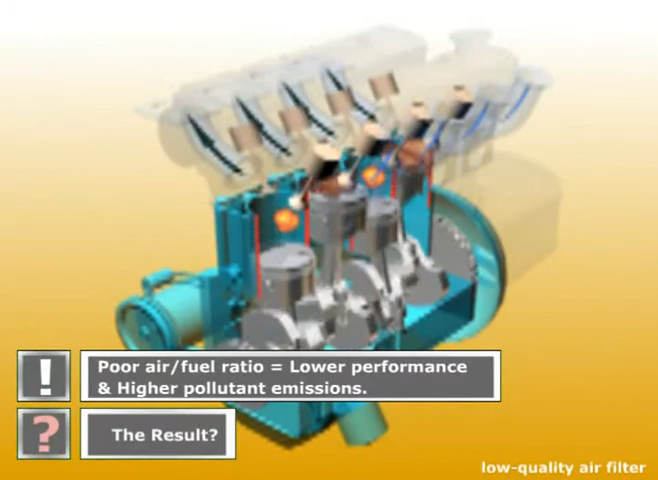 !
Poor air/fuel ratio = Lower performance
& Higher pollutant emissions.
?
The Result?
low-quality air filter